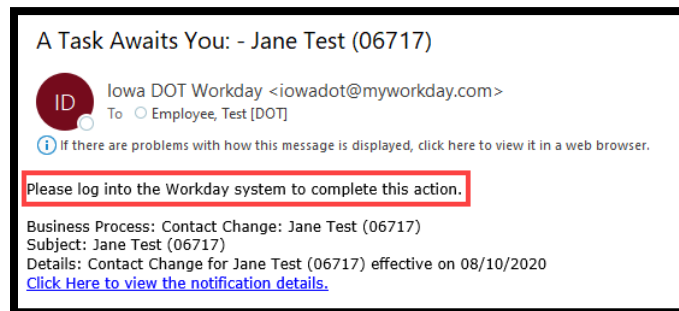 A Task Awaits You: - Jane Test (06717)
ID
Iowa DOT Workday <iowadot@myworkday.com>
To Employee, Test [DOT]
If there are problems with how this message is displayed, click here to view it in a web browser.
Please log into the Workday system to complete this action.
Business Process: Contact Change: Jane Test (06717)
Subject: Jane Test (06717)
Details: Contact Change for Jane Test (06717) effective on 08/10/2020
Click Here to view the notification details.